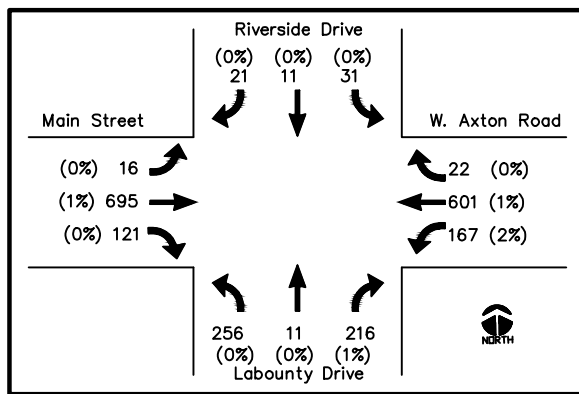 Riverside Drive
(0%) (0%) (0%)
21 11 31
Main Street
W. Axton Road
(0%) 16
(1%) 695
(0%) 121
22 (0%)
601 (1%)
167 (2%)
256 11 216
(0%) (0%) (1%)
Labounty Drive
NORTH